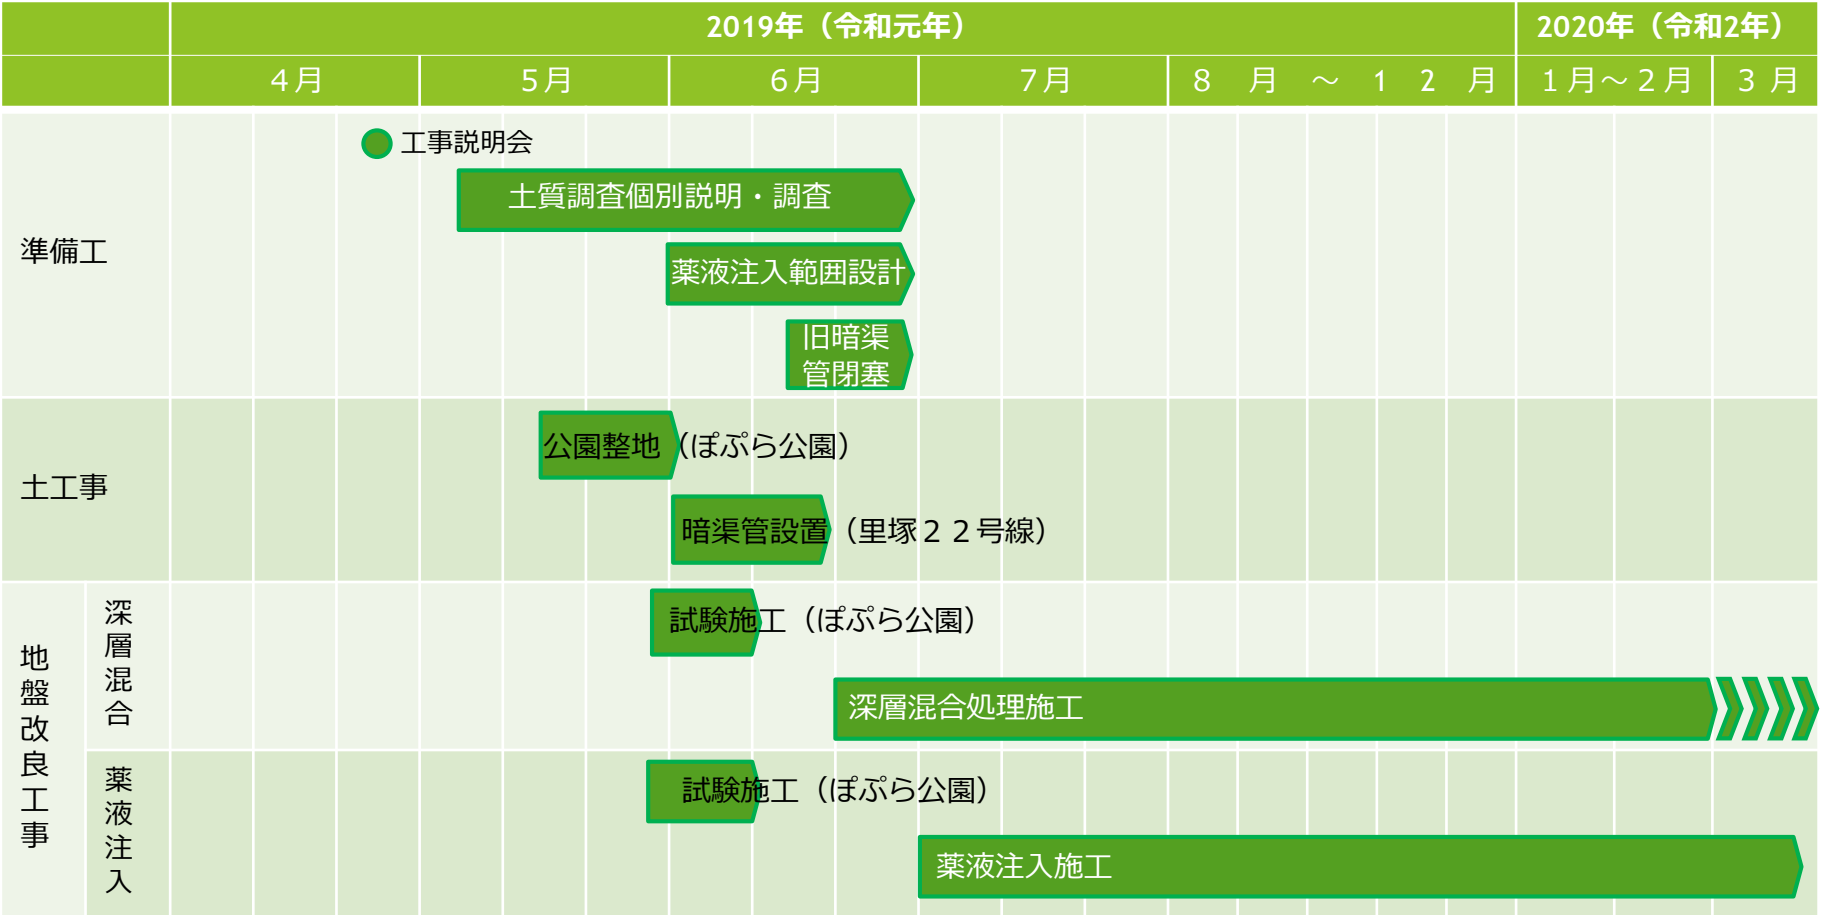 2019年（令和元年）
2020年（令和2年）
４月
５月
６月
７月
８ 月 ～ １ ２ 月
１月～２月
３ 月
準備工
工事説明会
土質調査個別説明・調査
薬液注入範囲設計
旧暗渠
管閉塞
土工事
公園整地（ぽぷら公園）
暗渠管設置（里塚２２号線）
地盤改良工事
深層混合
試験施工（ぽぷら公園）
深層混合処理施工
薬液注入
試験施工（ぽぷら公園）
薬液注入施工